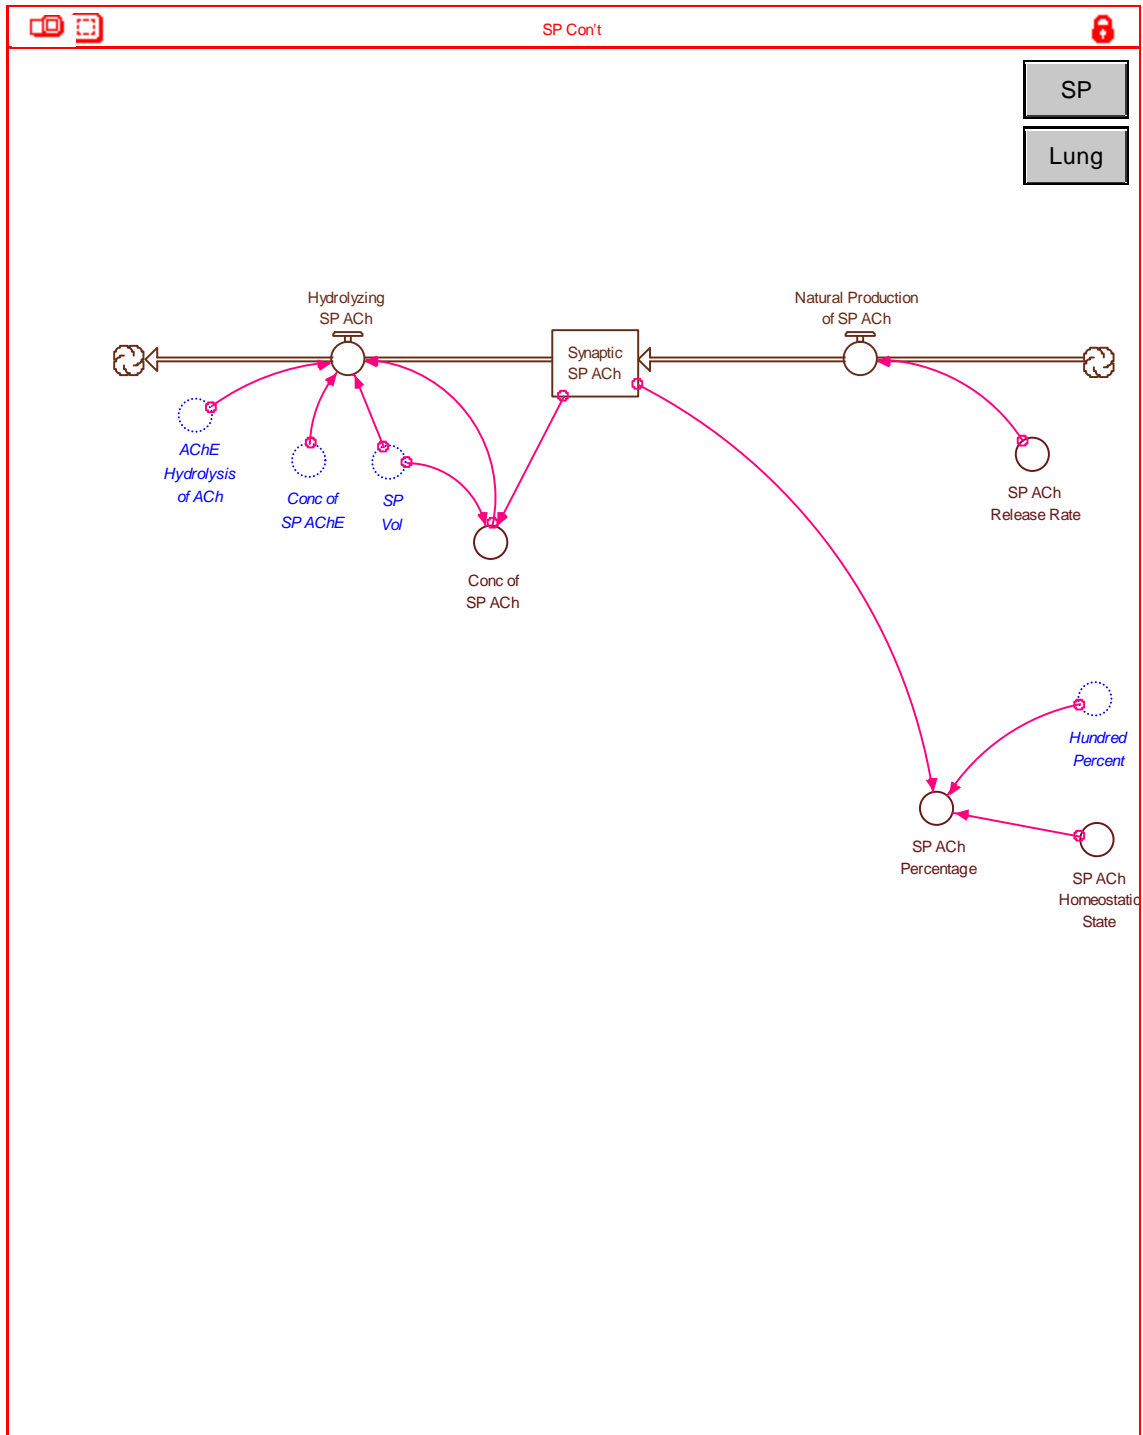 SP Con't
SP
Lung
Hydrolyzing
SP ACh
Natural Production
of SP ACh
Synaptic
SP ACh
AChE
Hydrolysis
of ACh
Conc of
SP AChE
SP
Vol
SP ACh
Release Rate
Conc of
SP ACh
Hundred
Percent
SP ACh
Percentage
SP ACh
Homeostatic
State